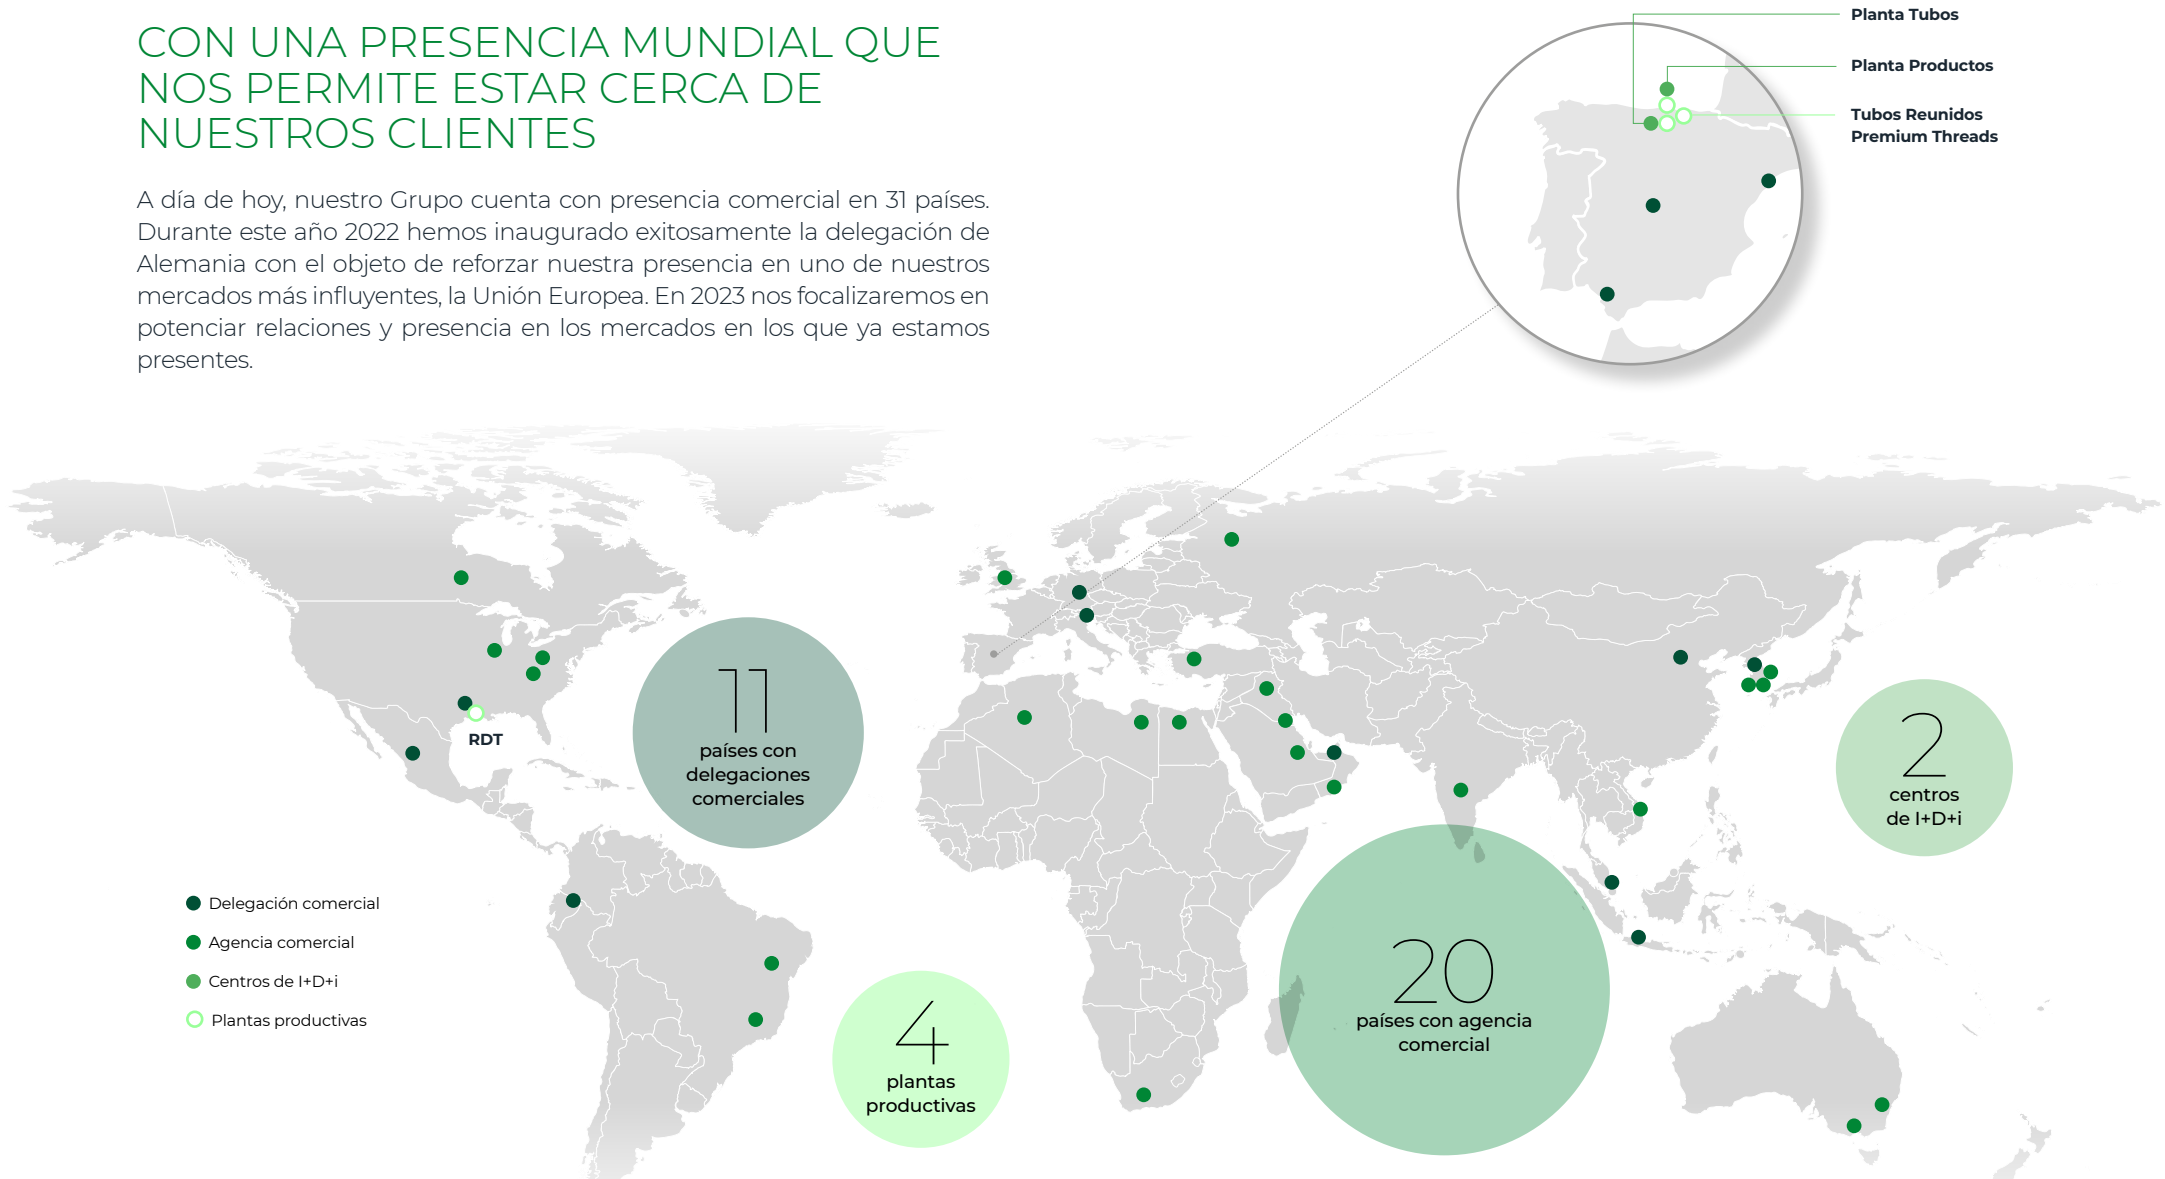 CON UNA PRESENCIA MUNDIAL QUE
NOS PERMITE ESTAR CERCA DE
NUESTROS CLIENTES
A día de hoy, nuestro Grupo cuenta con presencia comercial en 31 países.
Durante este año 2022 hemos inaugurado exitosamente la delegación de
Alemania con el objeto de reforzar nuestra presencia en uno de nuestros
mercados más influyentes, la Unión Europea. En 2023 nos focalizaremos en
potenciar relaciones y presencia en los mercados en los que ya estamos
presentes.
Planta Tubos
Planta Productos
Tubos Reunidos
Premium Threads
RDT
11
países con
delegaciones
comerciales
2
centros
de I+D+i
Delegación comercial
Agencia comercial
Centros de I+D+i
Plantas productivas
4
plantas
productivas
20
países con agencia
comercial